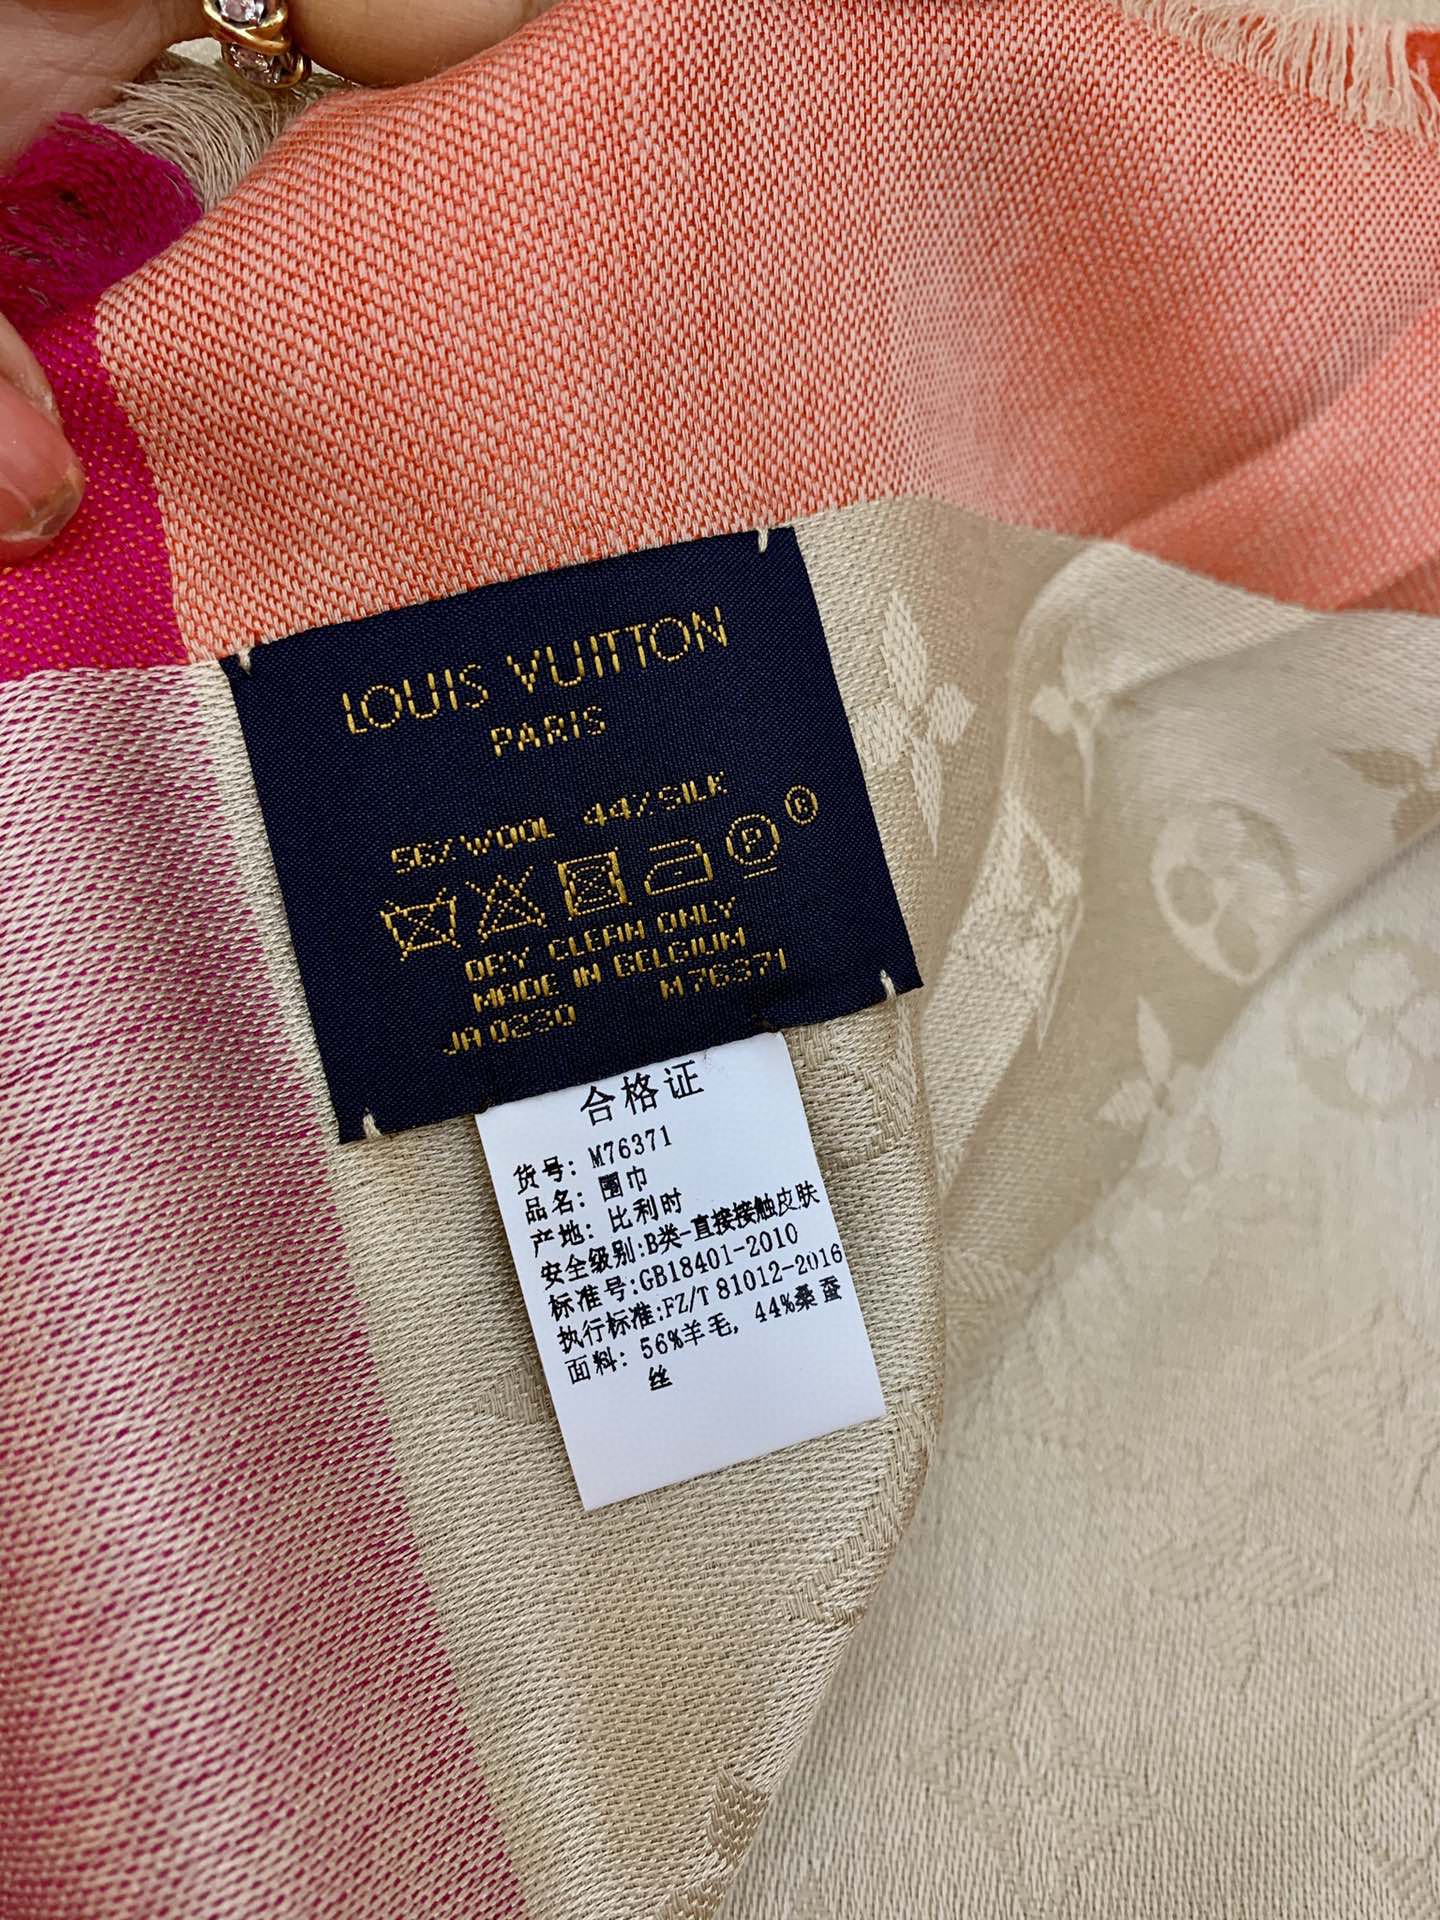 LOUIS VUITTON
PARIS
56% WOOL 44% SILK
P ®
DRY CLEAN ONLY
MADE IN BELGIUM
JA0230 M76371
合格证
货号: M76371
品名: 围巾
产地: 比利时
安全级别:B类-直接接触皮肤
标准号:GB18401-2010
执行标准:FZ/T 81012-2016
面料: 56%羊毛, 44%桑蚕
丝